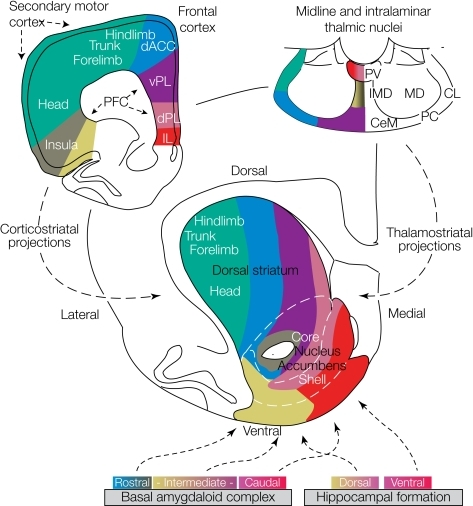 Secondary motor
cortex
Frontal
cortex
Hindlimb
dACC
Trunk
Forelimb
vPL
Head
PFC
dPL
Insula
IL
Midline and intralaminar
thalmic nuclei
PV
IMD
MD
CL
PC
CeM
Corticostriatal
projections
Dorsal
Thalamostriatal
projections
Hindlimb
Trunk
Forelimb
Dorsal striatum
Head
Lateral
Medial
Core
Nucleus
Accumbens
Shell
Ventral
Rostral - Intermediate - Caudal
Basal amygdaloid complex
Dorsal Ventral
Hippocampal formation